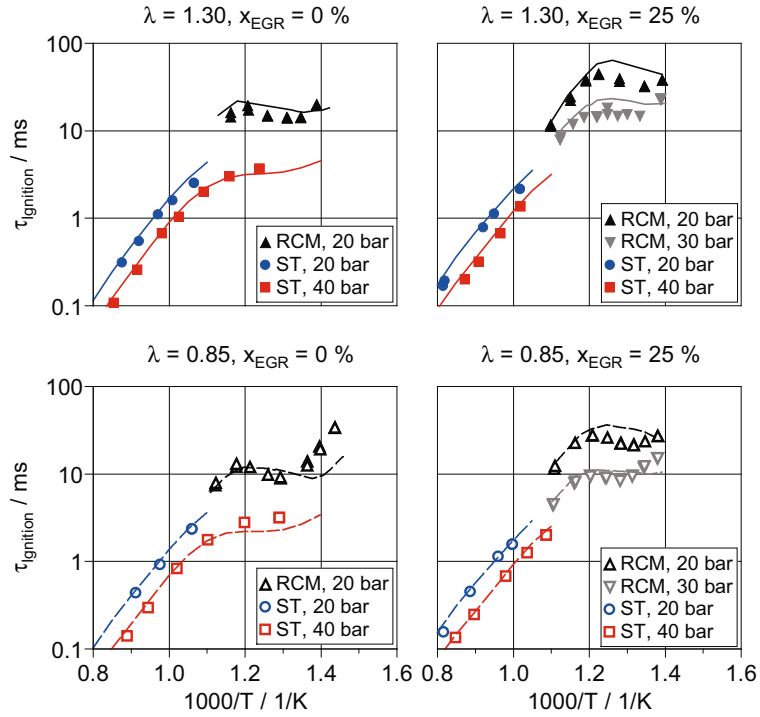 λ = 1.30, x_EGR = 0 %
λ = 1.30, x_EGR = 25 %
100
10
1
0.1
τ_Ignition / ms
RCM, 20 bar
ST, 20 bar
ST, 40 bar
RCM, 20 bar
RCM, 30 bar
ST, 20 bar
ST, 40 bar
λ = 0.85, x_EGR = 0 %
λ = 0.85, x_EGR = 25 %
100
10
1
0.1
τ_Ignition / ms
RCM, 20 bar
ST, 20 bar
ST, 40 bar
RCM, 20 bar
RCM, 30 bar
ST, 20 bar
ST, 40 bar
0.8 1.0 1.2 1.4 1.6
0.8 1.0 1.2 1.4 1.6
1000/T / 1/K
1000/T / 1/K